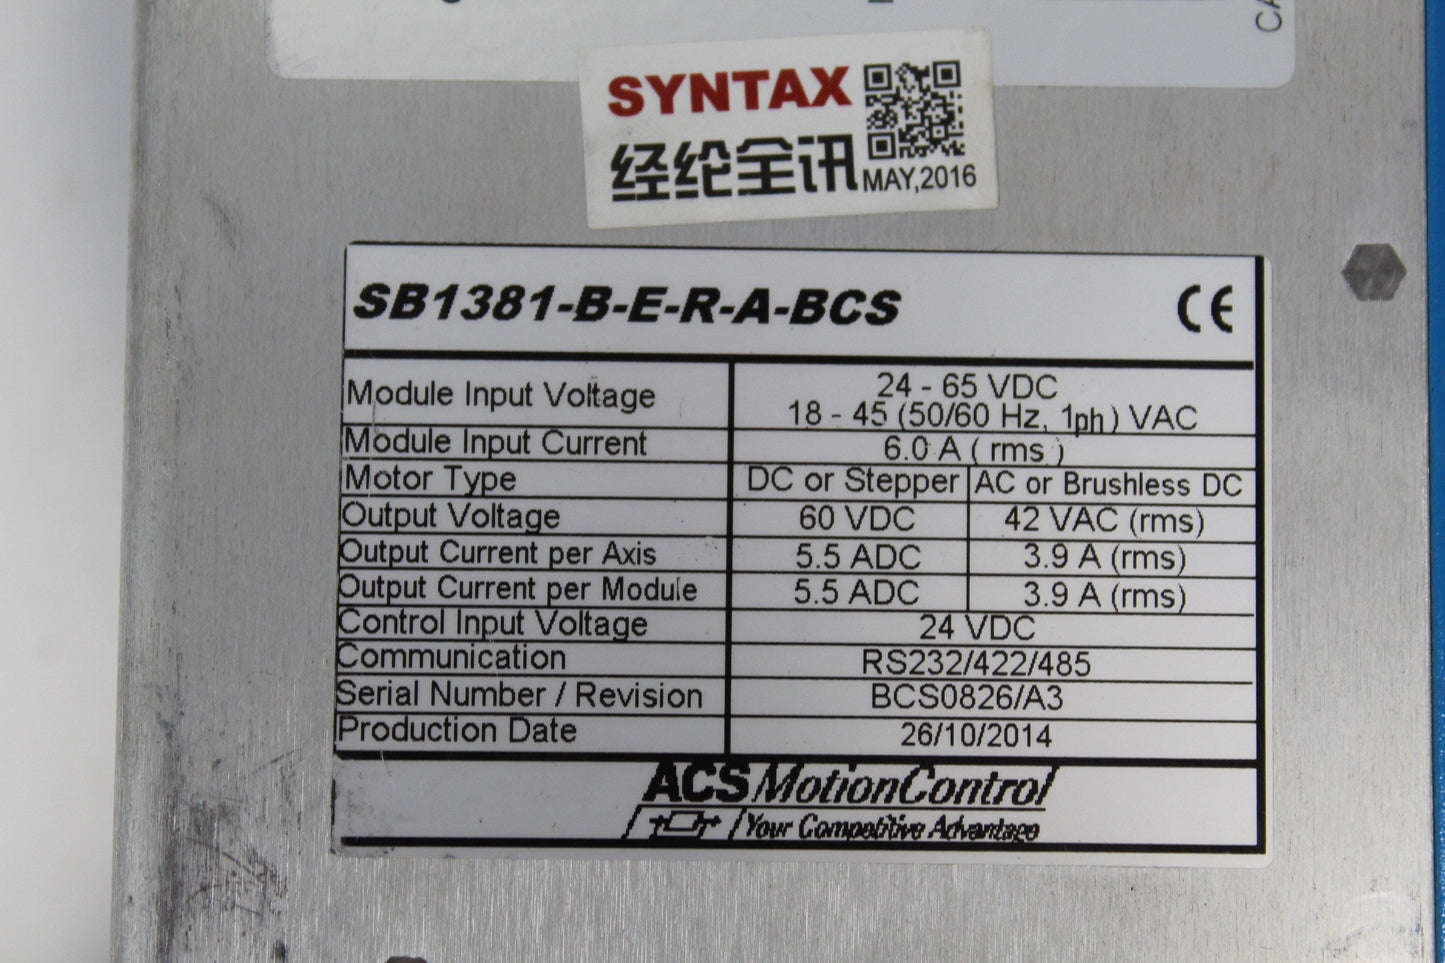 CA
SYNTAX
经纶全讯
MAY,2016
SB1381-B-E-R-A-BCS CE
Module Input Voltage 24 - 65 VDC
18 - 45 (50/60 Hz, 1ph) VAC
Module Input Current 6.0 A ( rms )
Motor Type DC or Stepper AC or Brushless DC
Output Voltage 60 VDC 42 VAC (rms)
Output Current per Axis 5.5 ADC 3.9 A (rms)
Output Current per Module 5.5 ADC 3.9 A (rms)
Control Input Voltage 24 VDC
Communication RS232/422/485
Serial Number / Revision BCS0826/A3
Production Date 26/10/2014
ACS MotionControl
Your Competitive Advantage